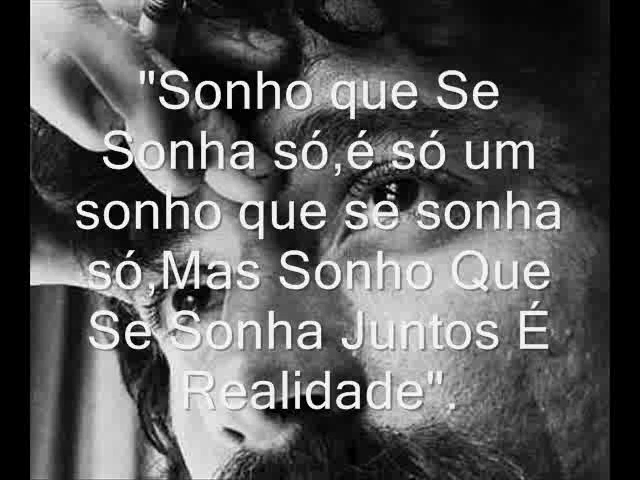 "Sonho que Se
Sonha só,é só um
sonho que se sonha
só,Mas Sonho Que
Se Sonha Juntos É
Realidade".